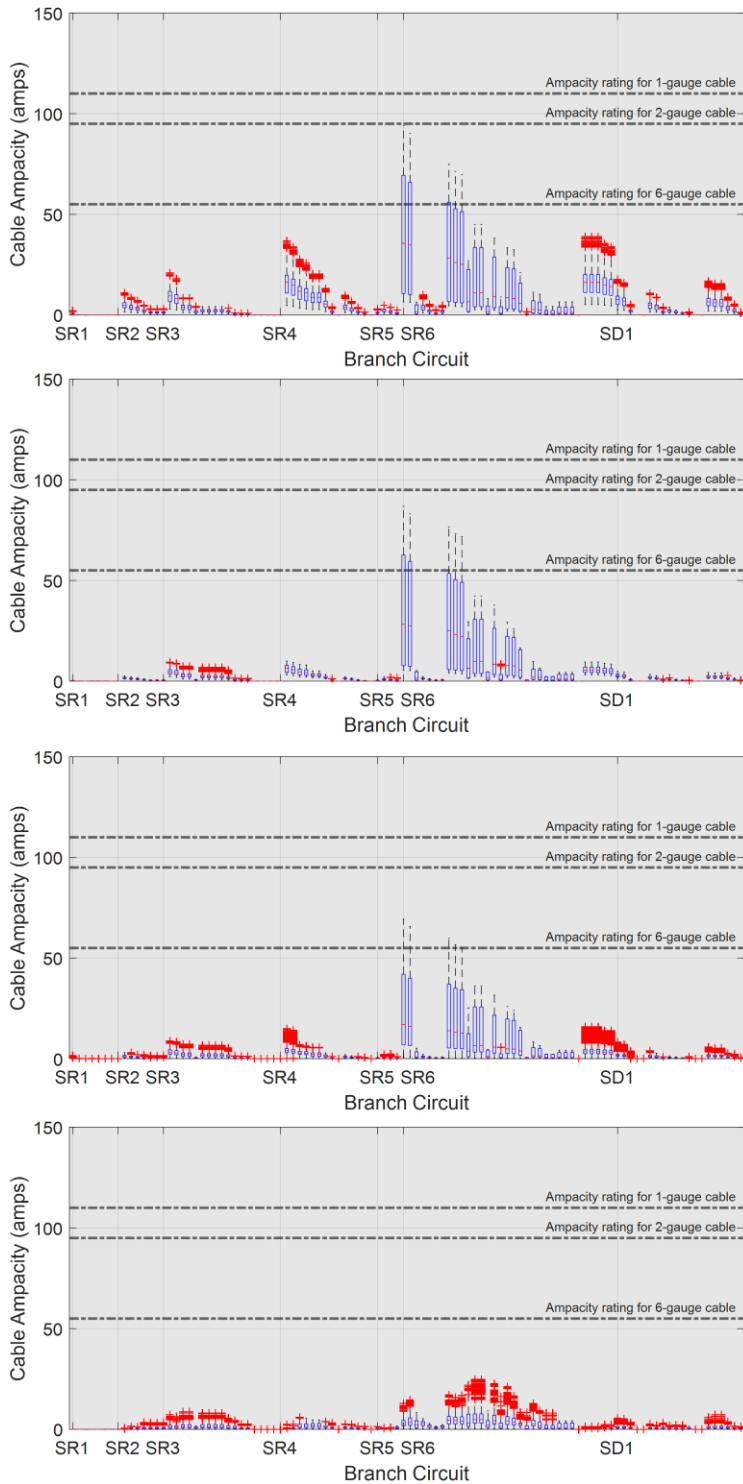 150
Ampacity rating for 1-gauge cable
100
Ampacity rating for 2-gauge cable
Cable Ampacity (amps)
Ampacity rating for 6-gauge cable
50
0
SR1 SR2 SR3 SR4 SR5 SR6 SD1
Branch Circuit
150
Ampacity rating for 1-gauge cable
100
Ampacity rating for 2-gauge cable
Cable Ampacity (amps)
Ampacity rating for 6-gauge cable
50
0
SR1 SR2 SR3 SR4 SR5 SR6 SD1
Branch Circuit
150
Ampacity rating for 1-gauge cable
100
Ampacity rating for 2-gauge cable
Cable Ampacity (amps)
Ampacity rating for 6-gauge cable
50
0
SR1 SR2 SR3 SR4 SR5 SR6 SD1
Branch Circuit
150
Ampacity rating for 1-gauge cable
100
Ampacity rating for 2-gauge cable
Cable Ampacity (amps)
Ampacity rating for 6-gauge cable
50
0
SR1 SR2 SR3 SR4 SR5 SR6 SD1
Branch Circuit